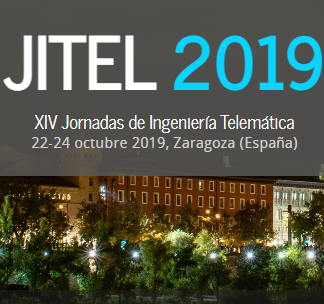 JITEL 2019
XIV Jornadas de Ingeniería Telemática
22-24 octubre 2019, Zaragoza (España)